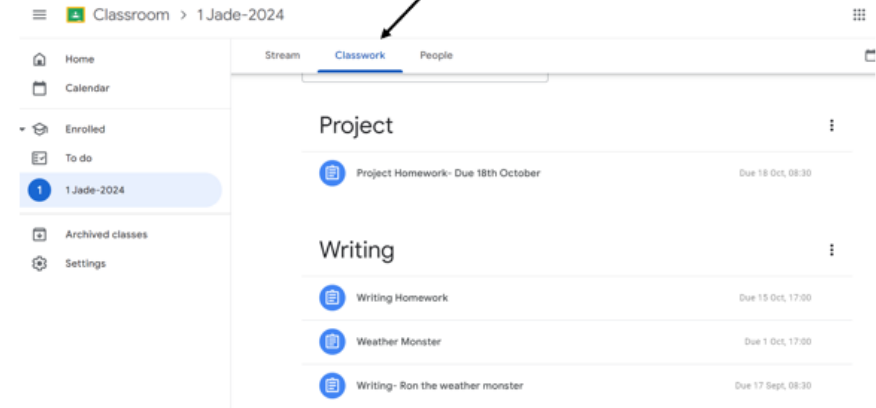 Classroom > 1 Jade-2024
Home
Calendar
Enrolled
To do
1 1 Jade-2024
Archived classes
Settings
Stream Classwork People
Project
Project Homework- Due 18th October Due 18 Oct, 08:30
Writing
Writing Homework Due 15 Oct, 17:00
Weather Monster Due 1 Oct, 17:00
Writing- Ron the weather monster Due 17 Sept, 08:30